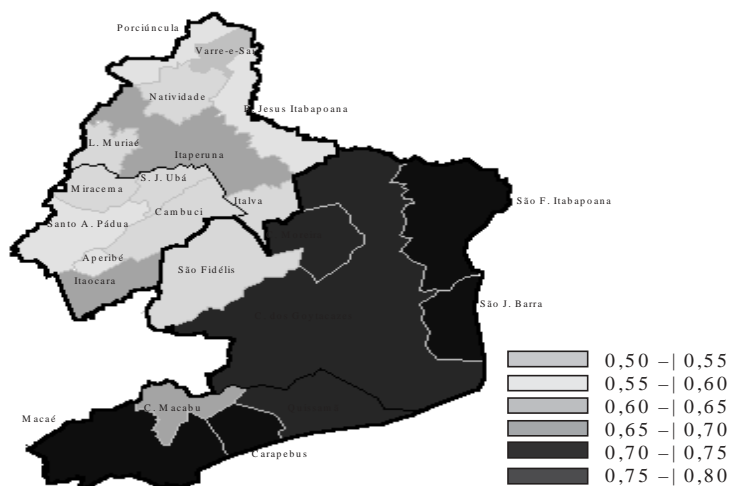 Porciúncula
Varre-e-Sai
Natividade
B. Jesus Itabapoana
L. Muriaé
Itaperuna
S. J. Ubá
Miracema
Italva
Cambuci
São F. Itabapoana
Santo A. Pádua
Aperibé
São Fidélis
Itaocara
São J. Barra
C. Macabu
Macaé
Carapebus
0,50 –| 0,55
0,55 –| 0,60
0,60 –| 0,65
0,65 –| 0,70
0,70 –| 0,75
0,75 –| 0,80